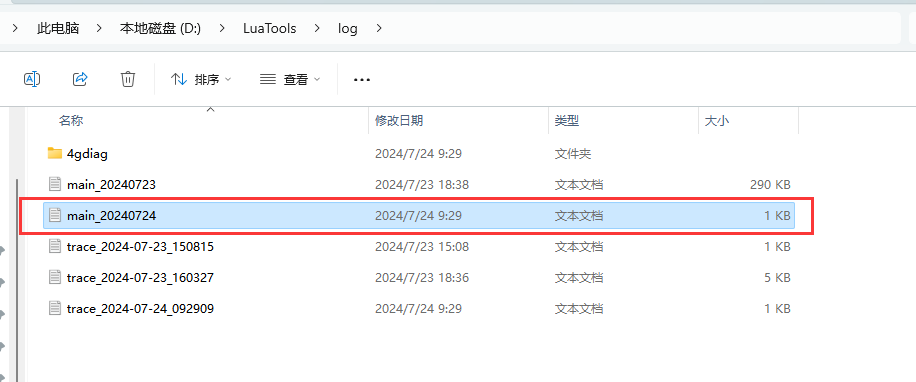 此电脑 本地磁盘 (D:) LuaTools log
排序 查看
名称 修改日期 类型 大小
4gdiag 2024/7/24 9:29 文件夹
main_20240723 2024/7/23 18:38 文本文档 290 KB
main_20240724 2024/7/24 9:29 文本文档 1 KB
trace_2024-07-23_150815 2024/7/23 15:08 文本文档 1 KB
trace_2024-07-23_160327 2024/7/23 18:36 文本文档 5 KB
trace_2024-07-24_092909 2024/7/24 9:29 文本文档 1 KB